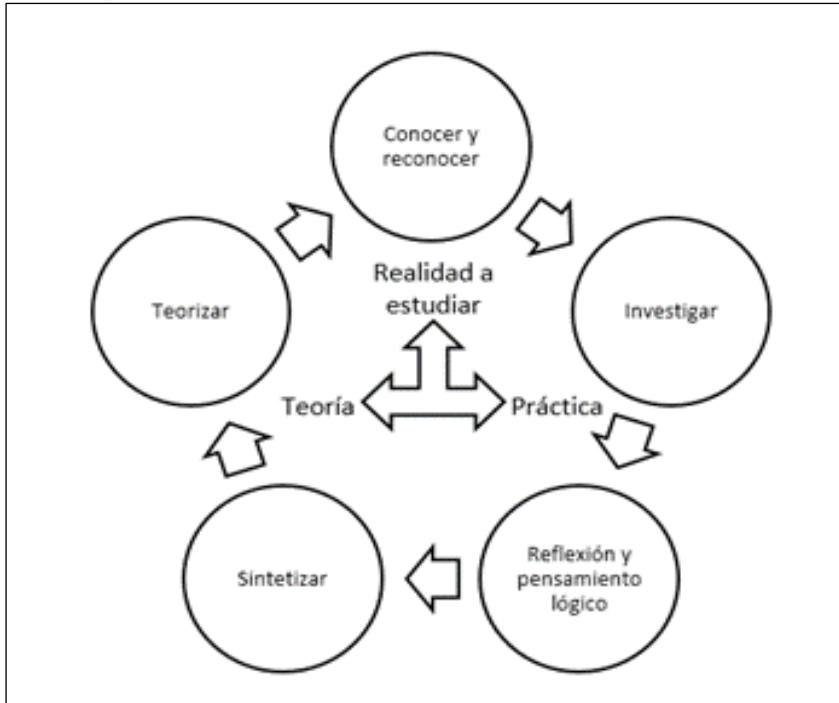 Conocer y
reconocer
Teorizar
Realidad a
estudiar
Investigar
Teoría
Práctica
Sintetizar
Reflexión y
pensamiento
lógico